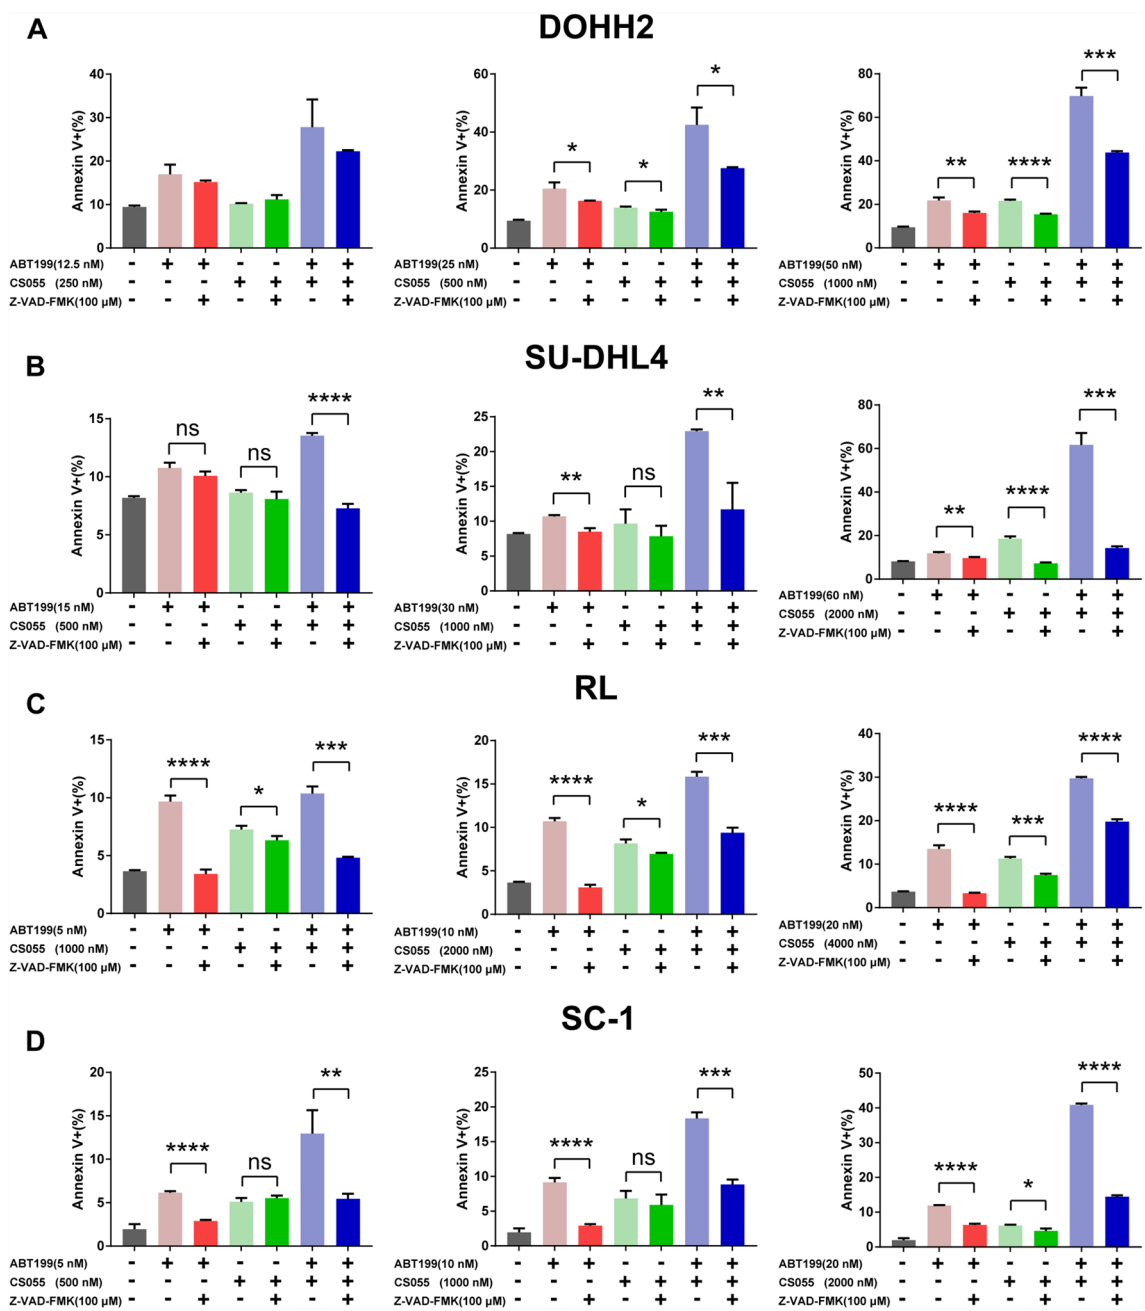 A
DOHH2
Annexin V+(%)
40
30
20
10
0
ABT199(12.5 nM) - + + - - + +
CS055 (250 nM) - - - + + + +
Z-VAD-FMK(100 µM) - - + - + - +
Annexin V+(%)
60
40
20
0
* * *
ABT199(25 nM) - + + - - + +
CS055 (500 nM) - - - + + + +
Z-VAD-FMK(100 µM) - - + - + - +
Annexin V+(%)
80
60
40
20
0
** **** ***
ABT199(50 nM) - + + - - + +
CS055 (1000 nM) - - - + + + +
Z-VAD-FMK(100 µM) - - + - + - +
B
SU-DHL4
Annexin V+(%)
15
10
5
0
ns ns ****
ABT199(15 nM) - + + - - + +
CS055 (500 nM) - - - + + + +
Z-VAD-FMK(100 µM) - - + - + - +
Annexin V+(%)
25
20
15
10
5
0
** ns **
ABT199(30 nM) - + + - - + +
CS055 (1000 nM) - - - + + + +
Z-VAD-FMK(100 µM) - - + - + - +
Annexin V+(%)
80
60
40
20
0
** **** ***
ABT199(60 nM) - + + - - + +
CS055 (2000 nM) - - - + + + +
Z-VAD-FMK(100 µM) - - + - + - +
C
RL
Annexin V+(%)
15
10
5
0
**** * ***
ABT199(5 nM) - + + - - + +
CS055 (1000 nM) - - - + + + +
Z-VAD-FMK(100 µM) - - + - + - +
Annexin V+(%)
20
15
10
5
0
**** * ***
ABT199(10 nM) - + + - - + +
CS055 (2000 nM) - - - + + + +
Z-VAD-FMK(100 µM) - - + - + - +
Annexin V+(%)
40
30
20
10
0
**** *** ****
ABT199(20 nM) - + + - - + +
CS055 (4000 nM) - - - + + + +
Z-VAD-FMK(100 µM) - - + - + - +
D
SC-1
Annexin V+(%)
20
15
10
5
0
**** ns **
ABT199(5 nM) - + + - - + +
CS055 (500 nM) - - - + + + +
Z-VAD-FMK(100 µM) - - + - + - +
Annexin V+(%)
25
20
15
10
5
0
**** ns ***
ABT199(10 nM) - + + - - + +
CS055 (1000 nM) - - - + + + +
Z-VAD-FMK(100 µM) - - + - + - +
Annexin V+(%)
50
40
30
20
10
0
**** * ****
ABT199(20 nM) - + + - - + +
CS055 (2000 nM) - - - + + + +
Z-VAD-FMK(100 µM) - - + - + - +